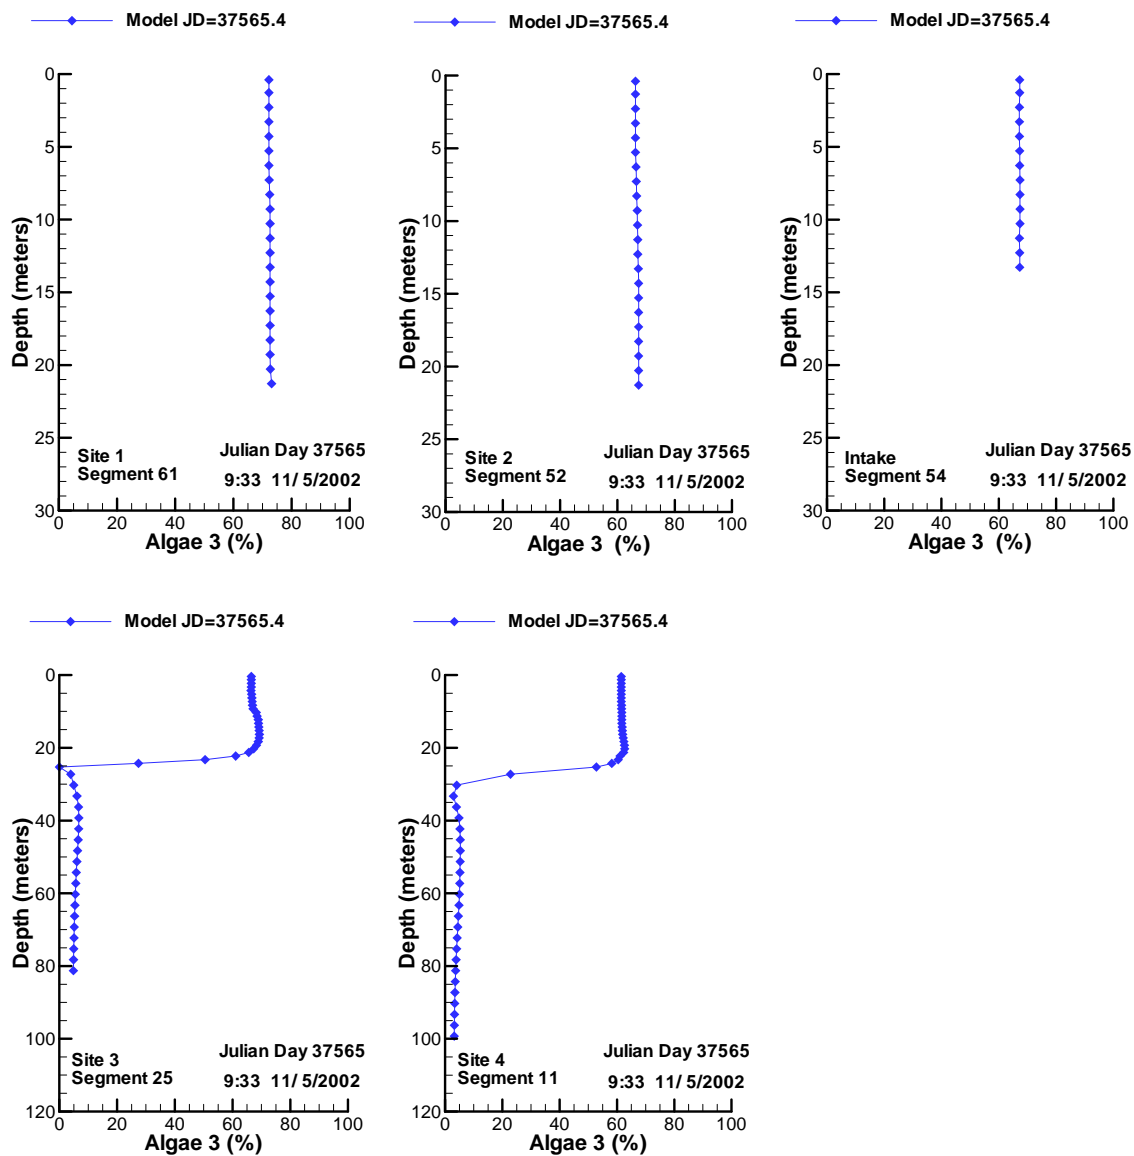 Model JD=37565.4
0
5
10
15
20
25
30
Depth (meters)
Site 1
Segment 61
Julian Day 37565
9:33 11/ 5/2002
0 20 40 60 80 100
Algae 3 (%)
Model JD=37565.4
0
5
10
15
20
25
30
Depth (meters)
Site 2
Segment 52
Julian Day 37565
9:33 11/ 5/2002
0 20 40 60 80 100
Algae 3 (%)
Model JD=37565.4
0
5
10
15
20
25
30
Depth (meters)
Intake
Segment 54
Julian Day 37565
9:33 11/ 5/2002
0 20 40 60 80 100
Algae 3 (%)
Model JD=37565.4
0
20
40
60
80
100
120
Depth (meters)
Site 3
Segment 25
Julian Day 37565
9:33 11/ 5/2002
0 20 40 60 80 100
Algae 3 (%)
Model JD=37565.4
0
20
40
60
80
100
120
Depth (meters)
Site 4
Segment 11
Julian Day 37565
9:33 11/ 5/2002
0 20 40 60 80 100
Algae 3 (%)